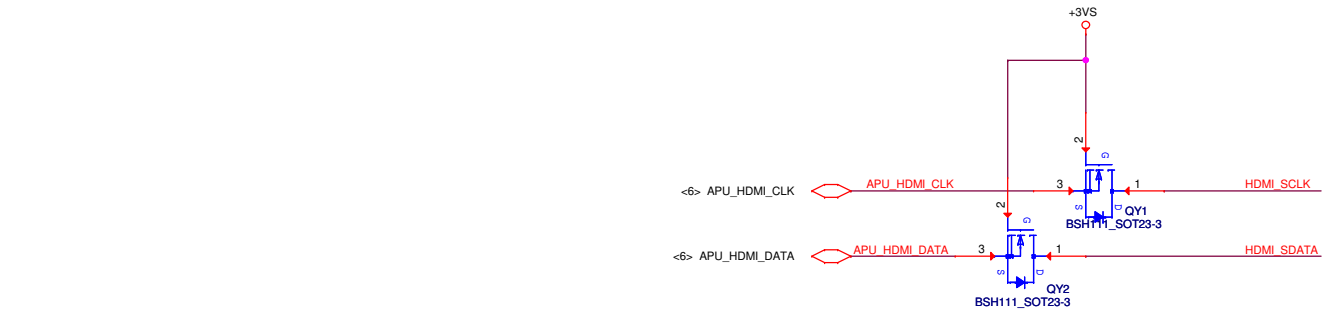 +3VS
2
G
<6> APU_HDMI_CLK
APU_HDMI_CLK
3
1
HDMI_SCLK
S
D
QY1
BSH111_SOT23-3
2
G
<6> APU_HDMI_DATA
APU_HDMI_DATA
3
1
HDMI_SDATA
S
D
QY2
BSH111_SOT23-3